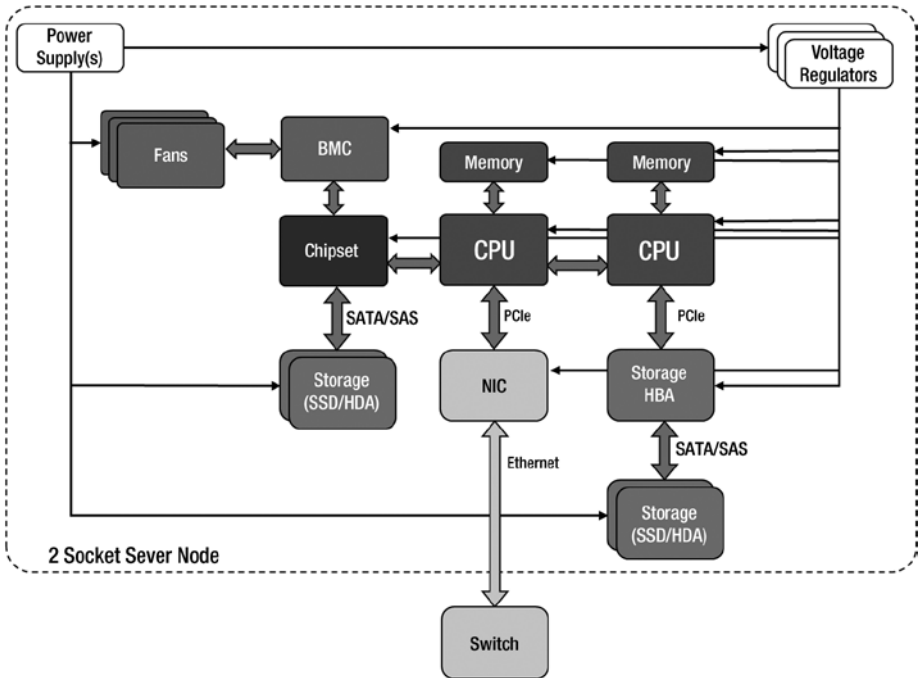 Power
Supply(s)
Voltage
Regulators
Fans
BMC
Memory
Memory
Chipset
CPU
CPU
SATA/SAS
PCIe
PCIe
Storage
(SSD/HDA)
NIC
Storage
HBA
Ethernet
SATA/SAS
Storage
(SSD/HDA)
2 Socket Sever Node
Switch